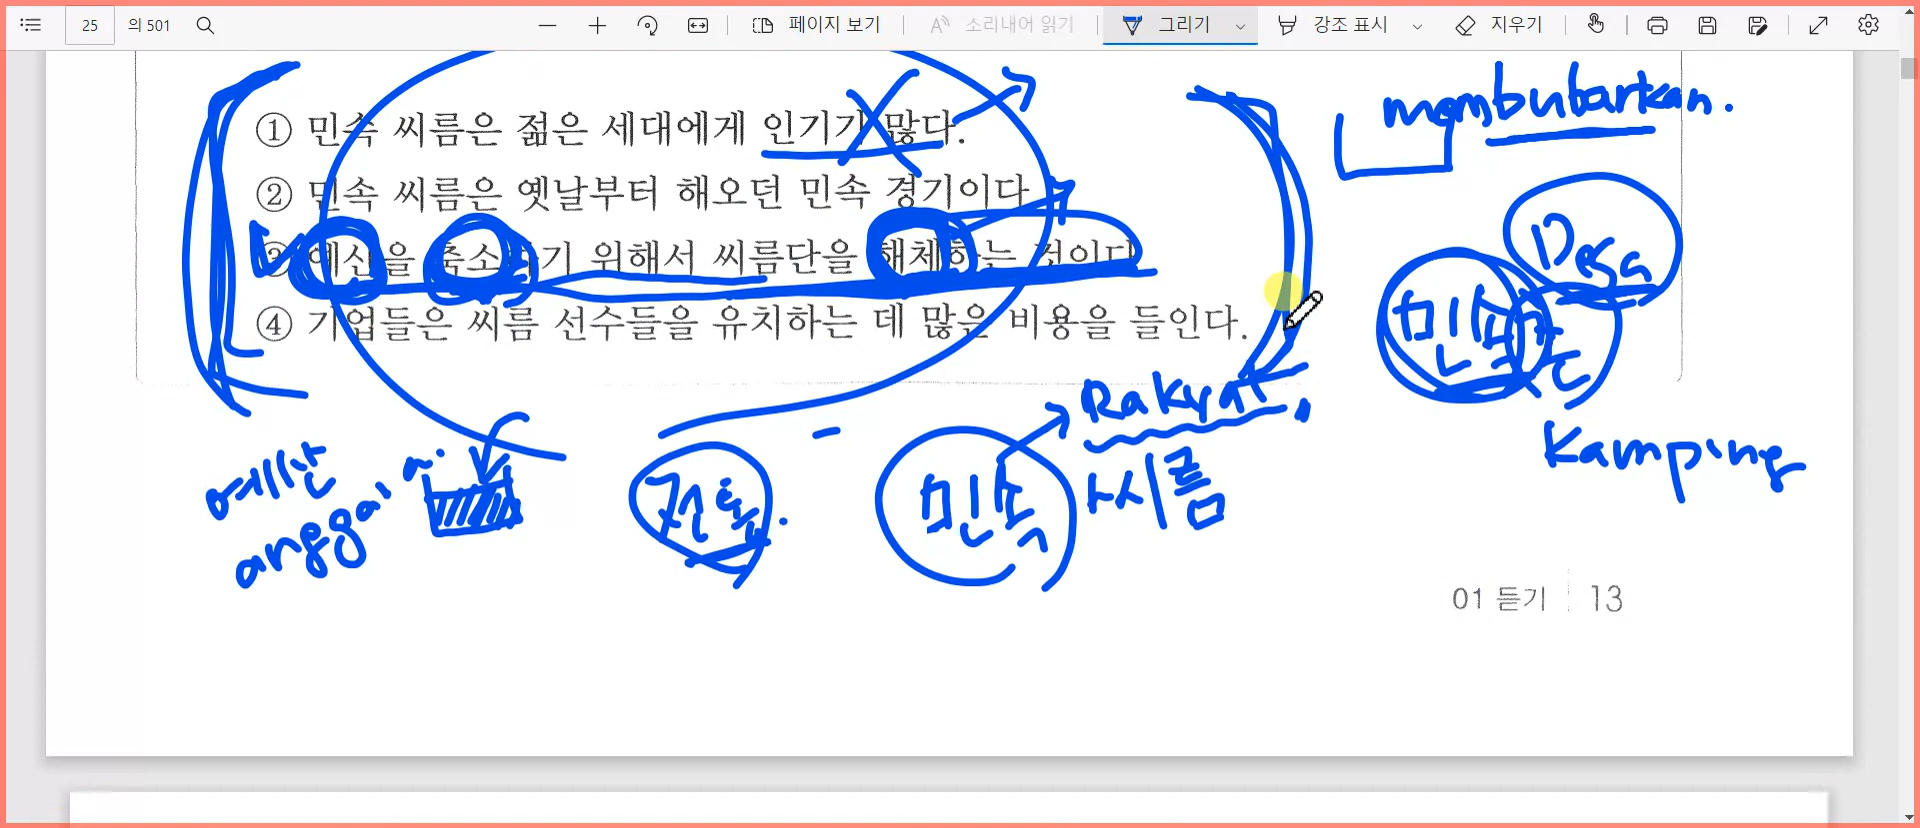 25 의 501 페이지 보기 소리내어 읽기 그리기 강조 표시 지우기
membubarkan.
① 민속 씨름은 젊은 세대에게 인기가 많다.
② 민속 씨름은 옛날부터 해오던 민속 경기이다
③ 예산을 축소하기 위해서 씨름단을 해체하는 것이다
④ 기업들은 씨름 선수들을 유치하는 데 많은 비용을 들인다.
Desa
민속촌
Kamping
Rakyat.
예산
anggaran.
전통.
민속 씨름
01 듣기 13